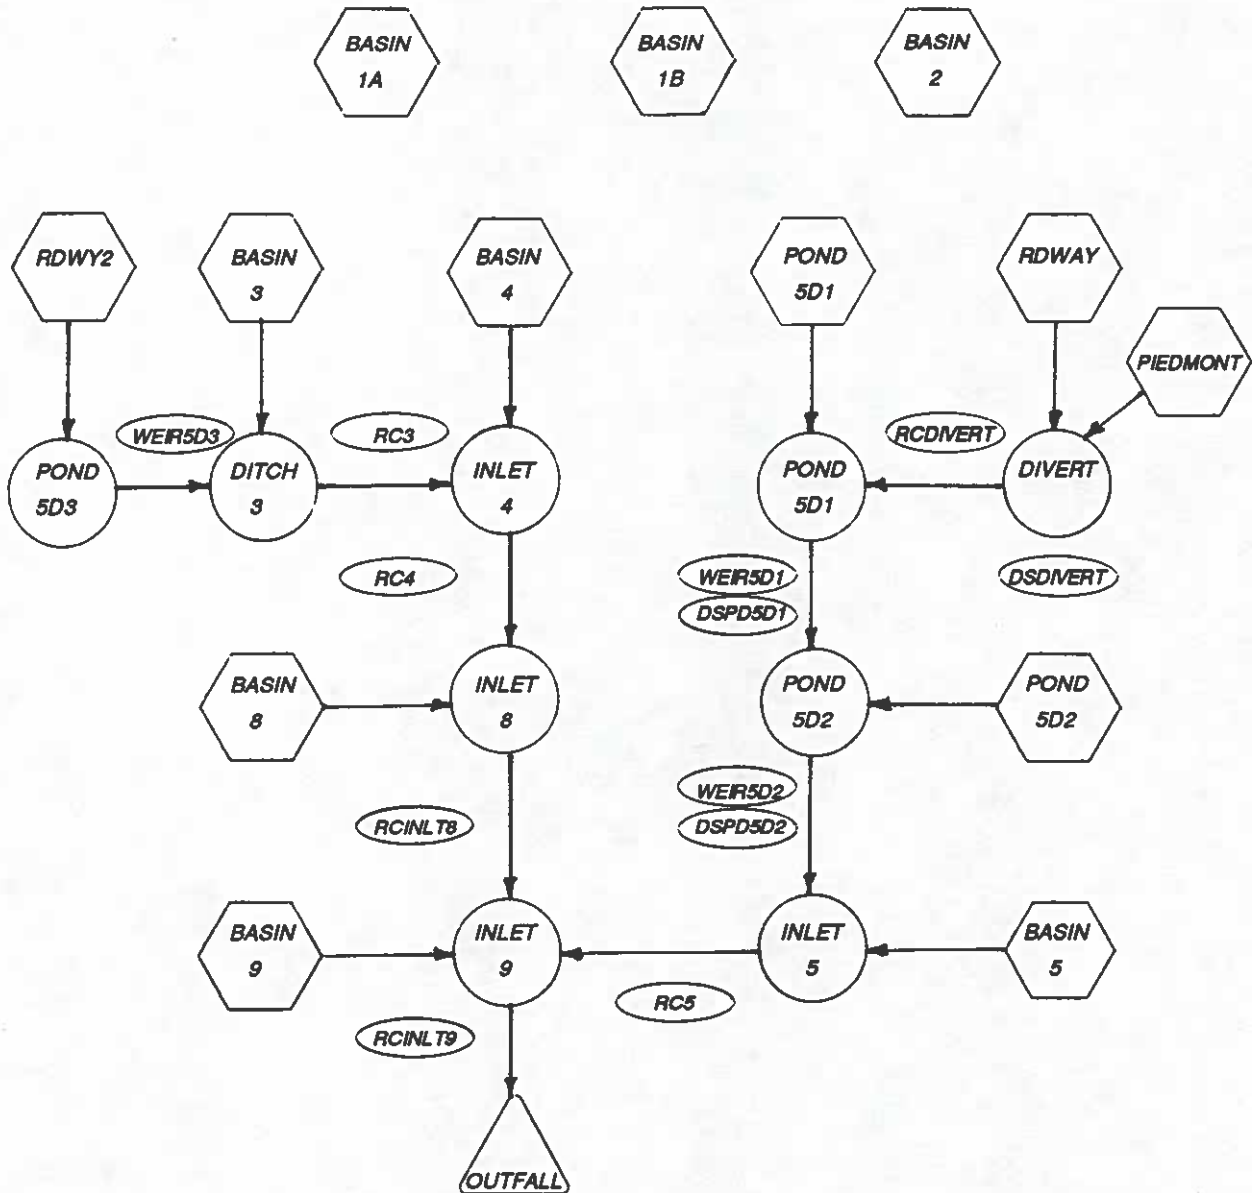 BASIN
1A
BASIN
1B
BASIN
2
RDWY2
BASIN
3
BASIN
4
POND
5D1
RDWAY
PIEDMONT
WEIR5D3
RC3
RCDIVERT
POND
5D3
DITCH
3
INLET
4
POND
5D1
DIVERT
RC4
WEIR5D1
DSPD5D1
DSDIVERT
BASIN
8
INLET
8
POND
5D2
POND
5D2
RCINLT8
WEIR5D2
DSPD5D2
BASIN
9
INLET
9
INLET
5
BASIN
5
RC5
RCINLT9
OUTFALL